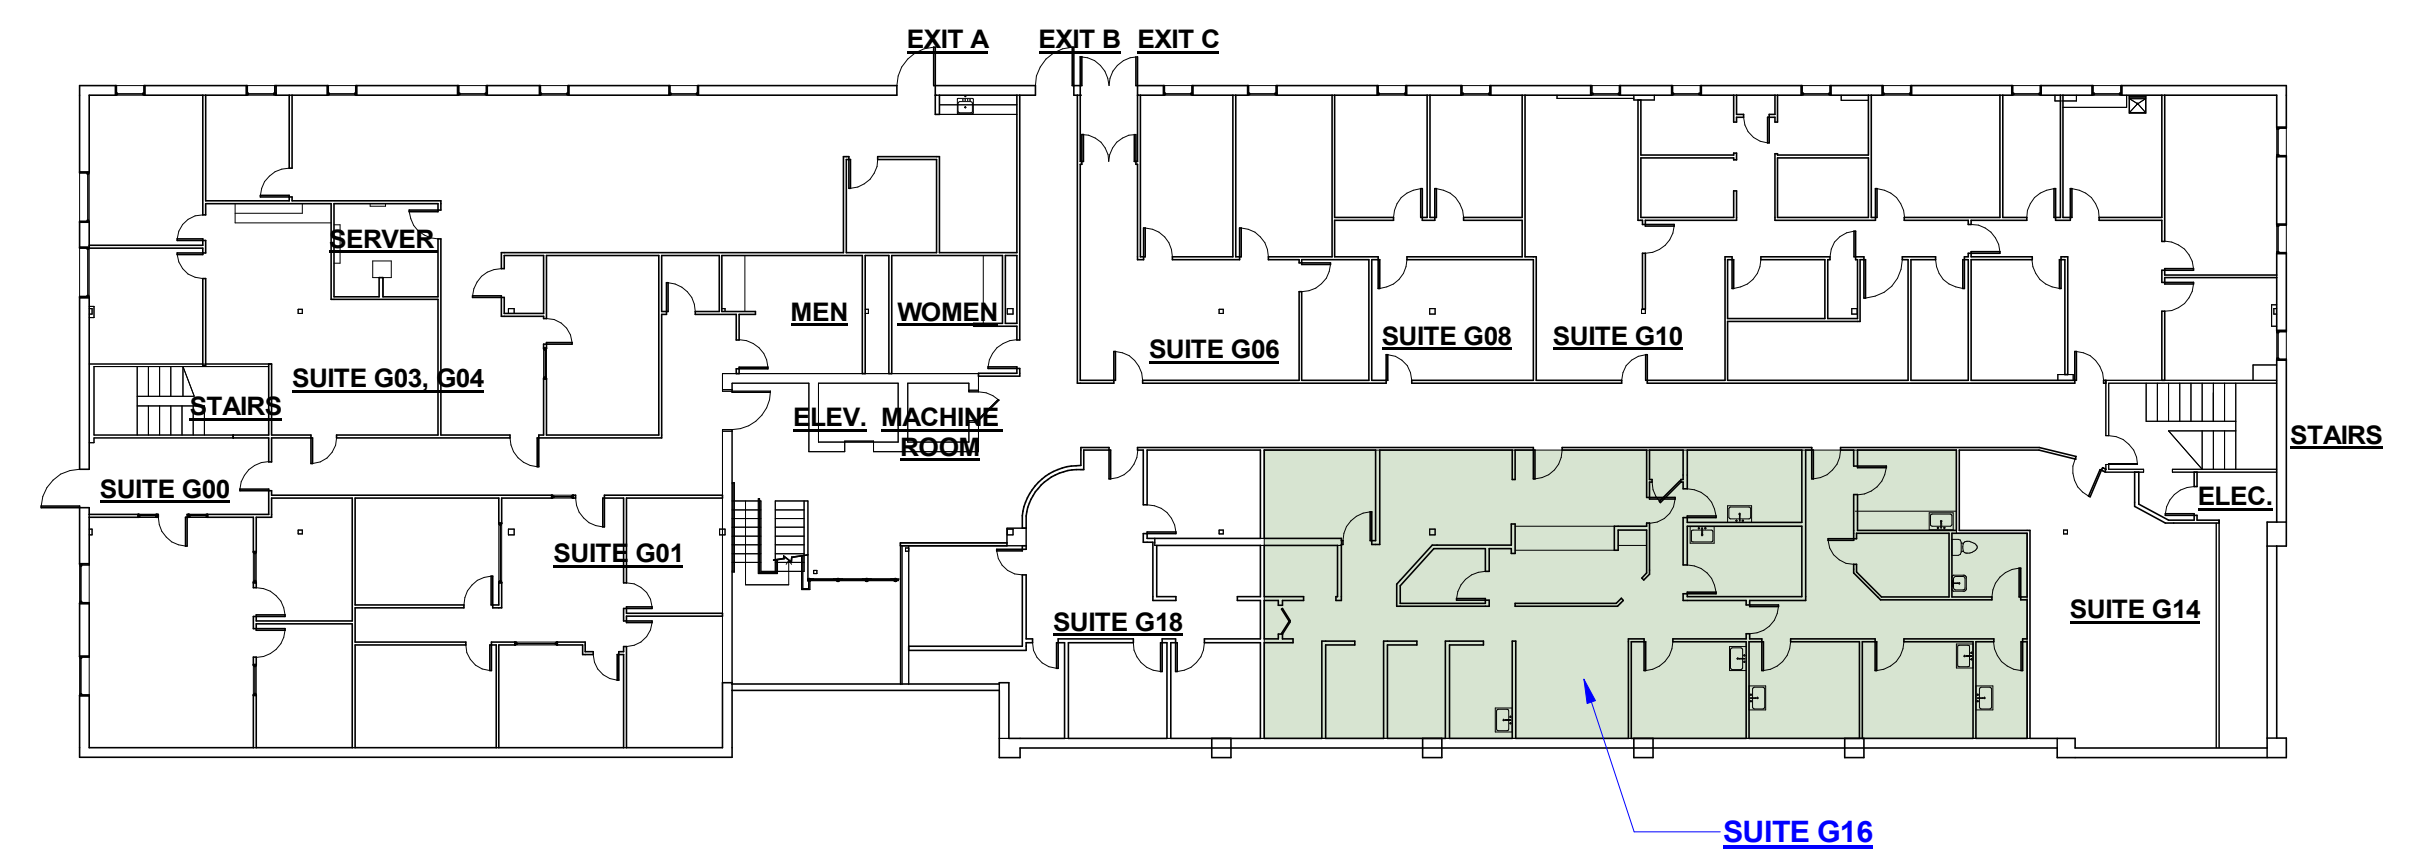 EXIT A
EXIT B
EXIT C
SERVER
MEN
WOMEN
SUITE G06
SUITE G08
SUITE G10
SUITE G03, G04
STAIRS
ELEV.
MACHINE
ROOM
STAIRS
SUITE G00
ELEC.
SUITE G01
SUITE G18
SUITE G14
SUITE G16